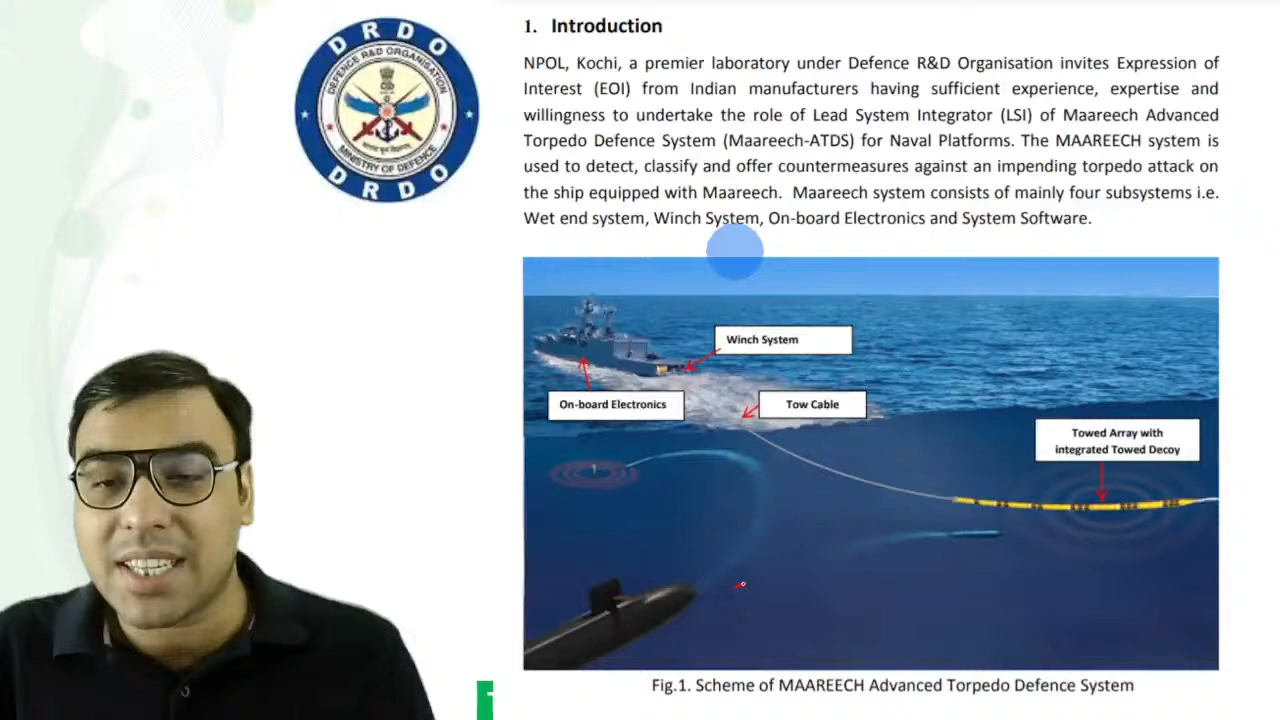 DRDO
DEFENCE R&D ORGANISATION
MINISTRY OF DEFENCE
DRDO
1. Introduction
NPOL, Kochi, a premier laboratory under Defence R&D Organisation invites Expression of
Interest (EOI) from Indian manufacturers having sufficient experience, expertise and
willingness to undertake the role of Lead System Integrator (LSI) of Maareech Advanced
Torpedo Defence System (Maareech-ATDS) for Naval Platforms. The MAAREECH system is
used to detect, classify and offer countermeasures against an impending torpedo attack on
the ship equipped with Maareech. Maareech system consists of mainly four subsystems i.e.
Wet end system, Winch System, On-board Electronics and System Software.
Winch System
On-board Electronics
Tow Cable
Towed Array with
integrated Towed Decoy
Fig.1. Scheme of MAAREECH Advanced Torpedo Defence System